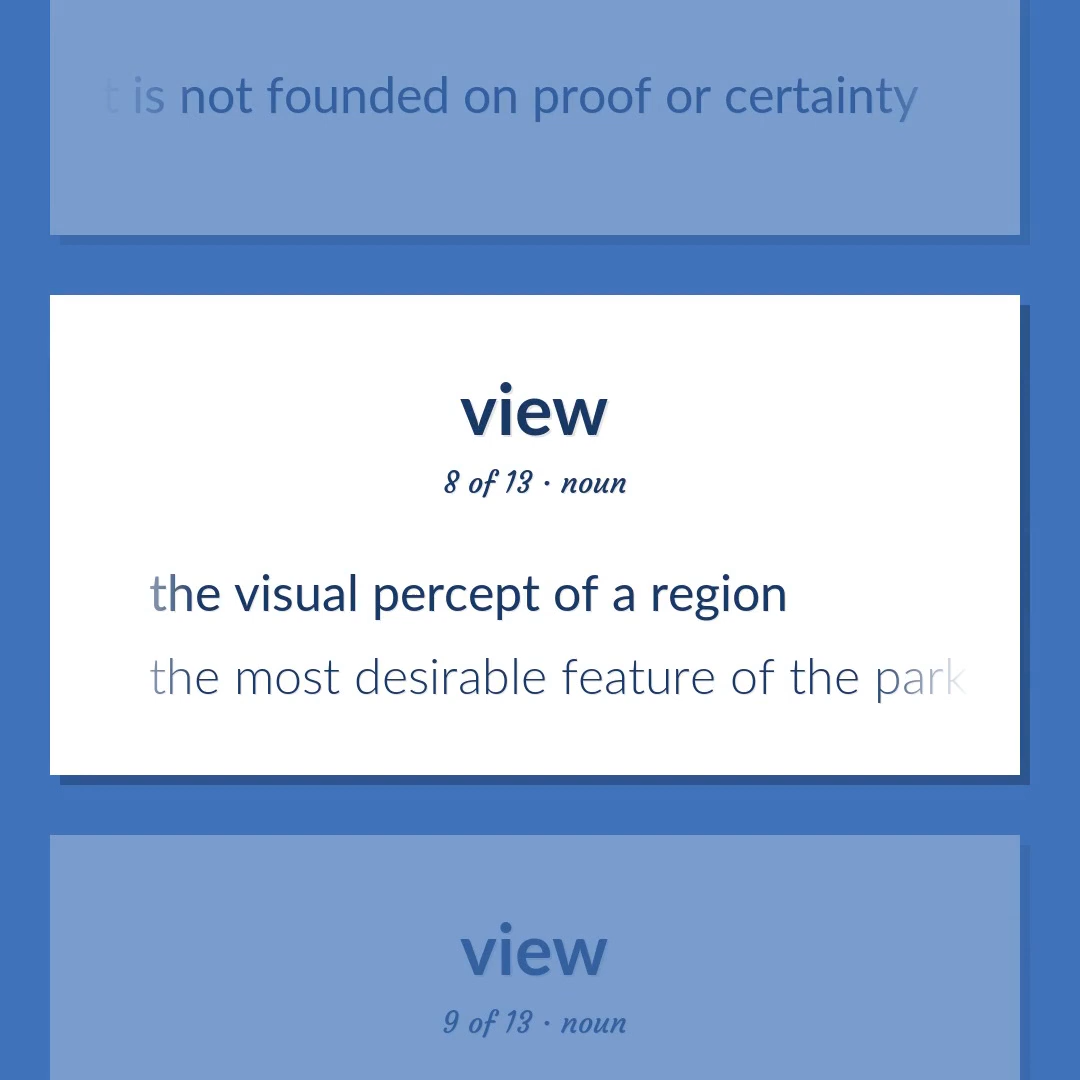 is not founded on proof or certainty
view
8 of 13 · noun
the visual percept of a region
the most desirable feature of the park
view
9 of 13 · noun